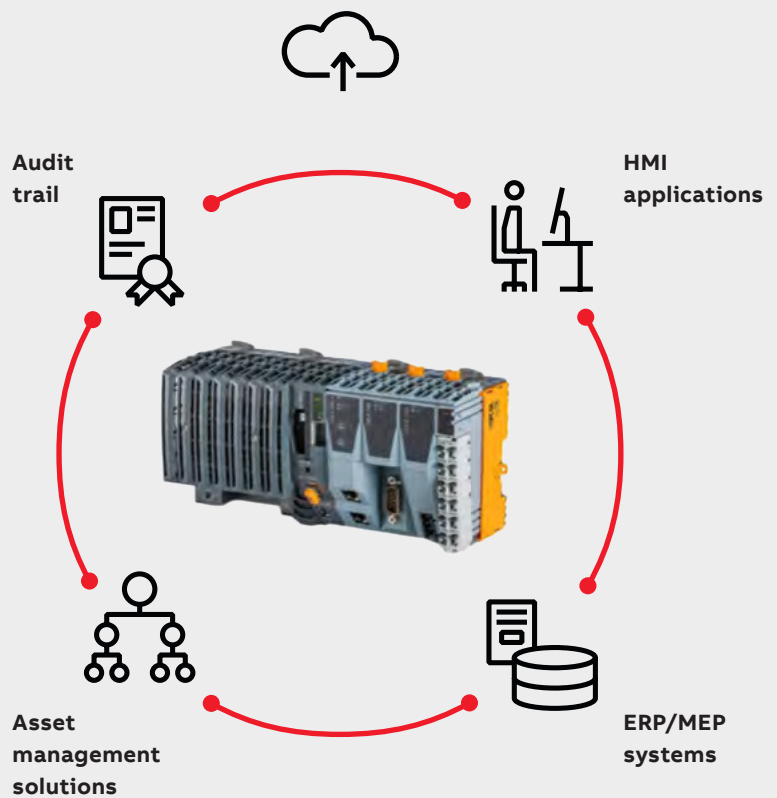 Audit
trail
HMI
applications
Asset
management
solutions
ERP/MEP
systems